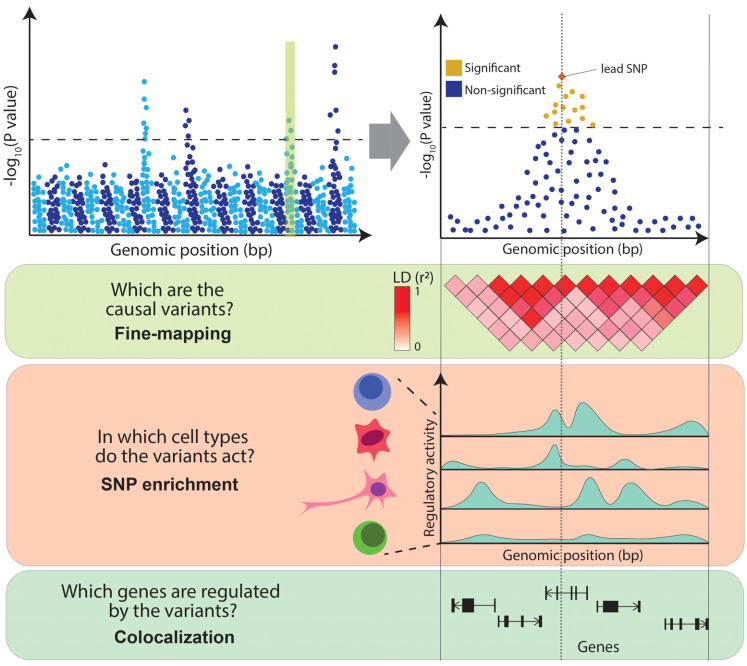 -log10(P value)
Genomic position (bp)
Significant
Non-significant
lead SNP
-log10(P value)
Genomic position (bp)
Which are the
causal variants?
Fine-mapping
LD (r²)
1
0
In which cell types
do the variants act?
SNP enrichment
Regulatory activity
Genomic position (bp)
Which genes are regulated
by the variants?
Colocalization
Genes